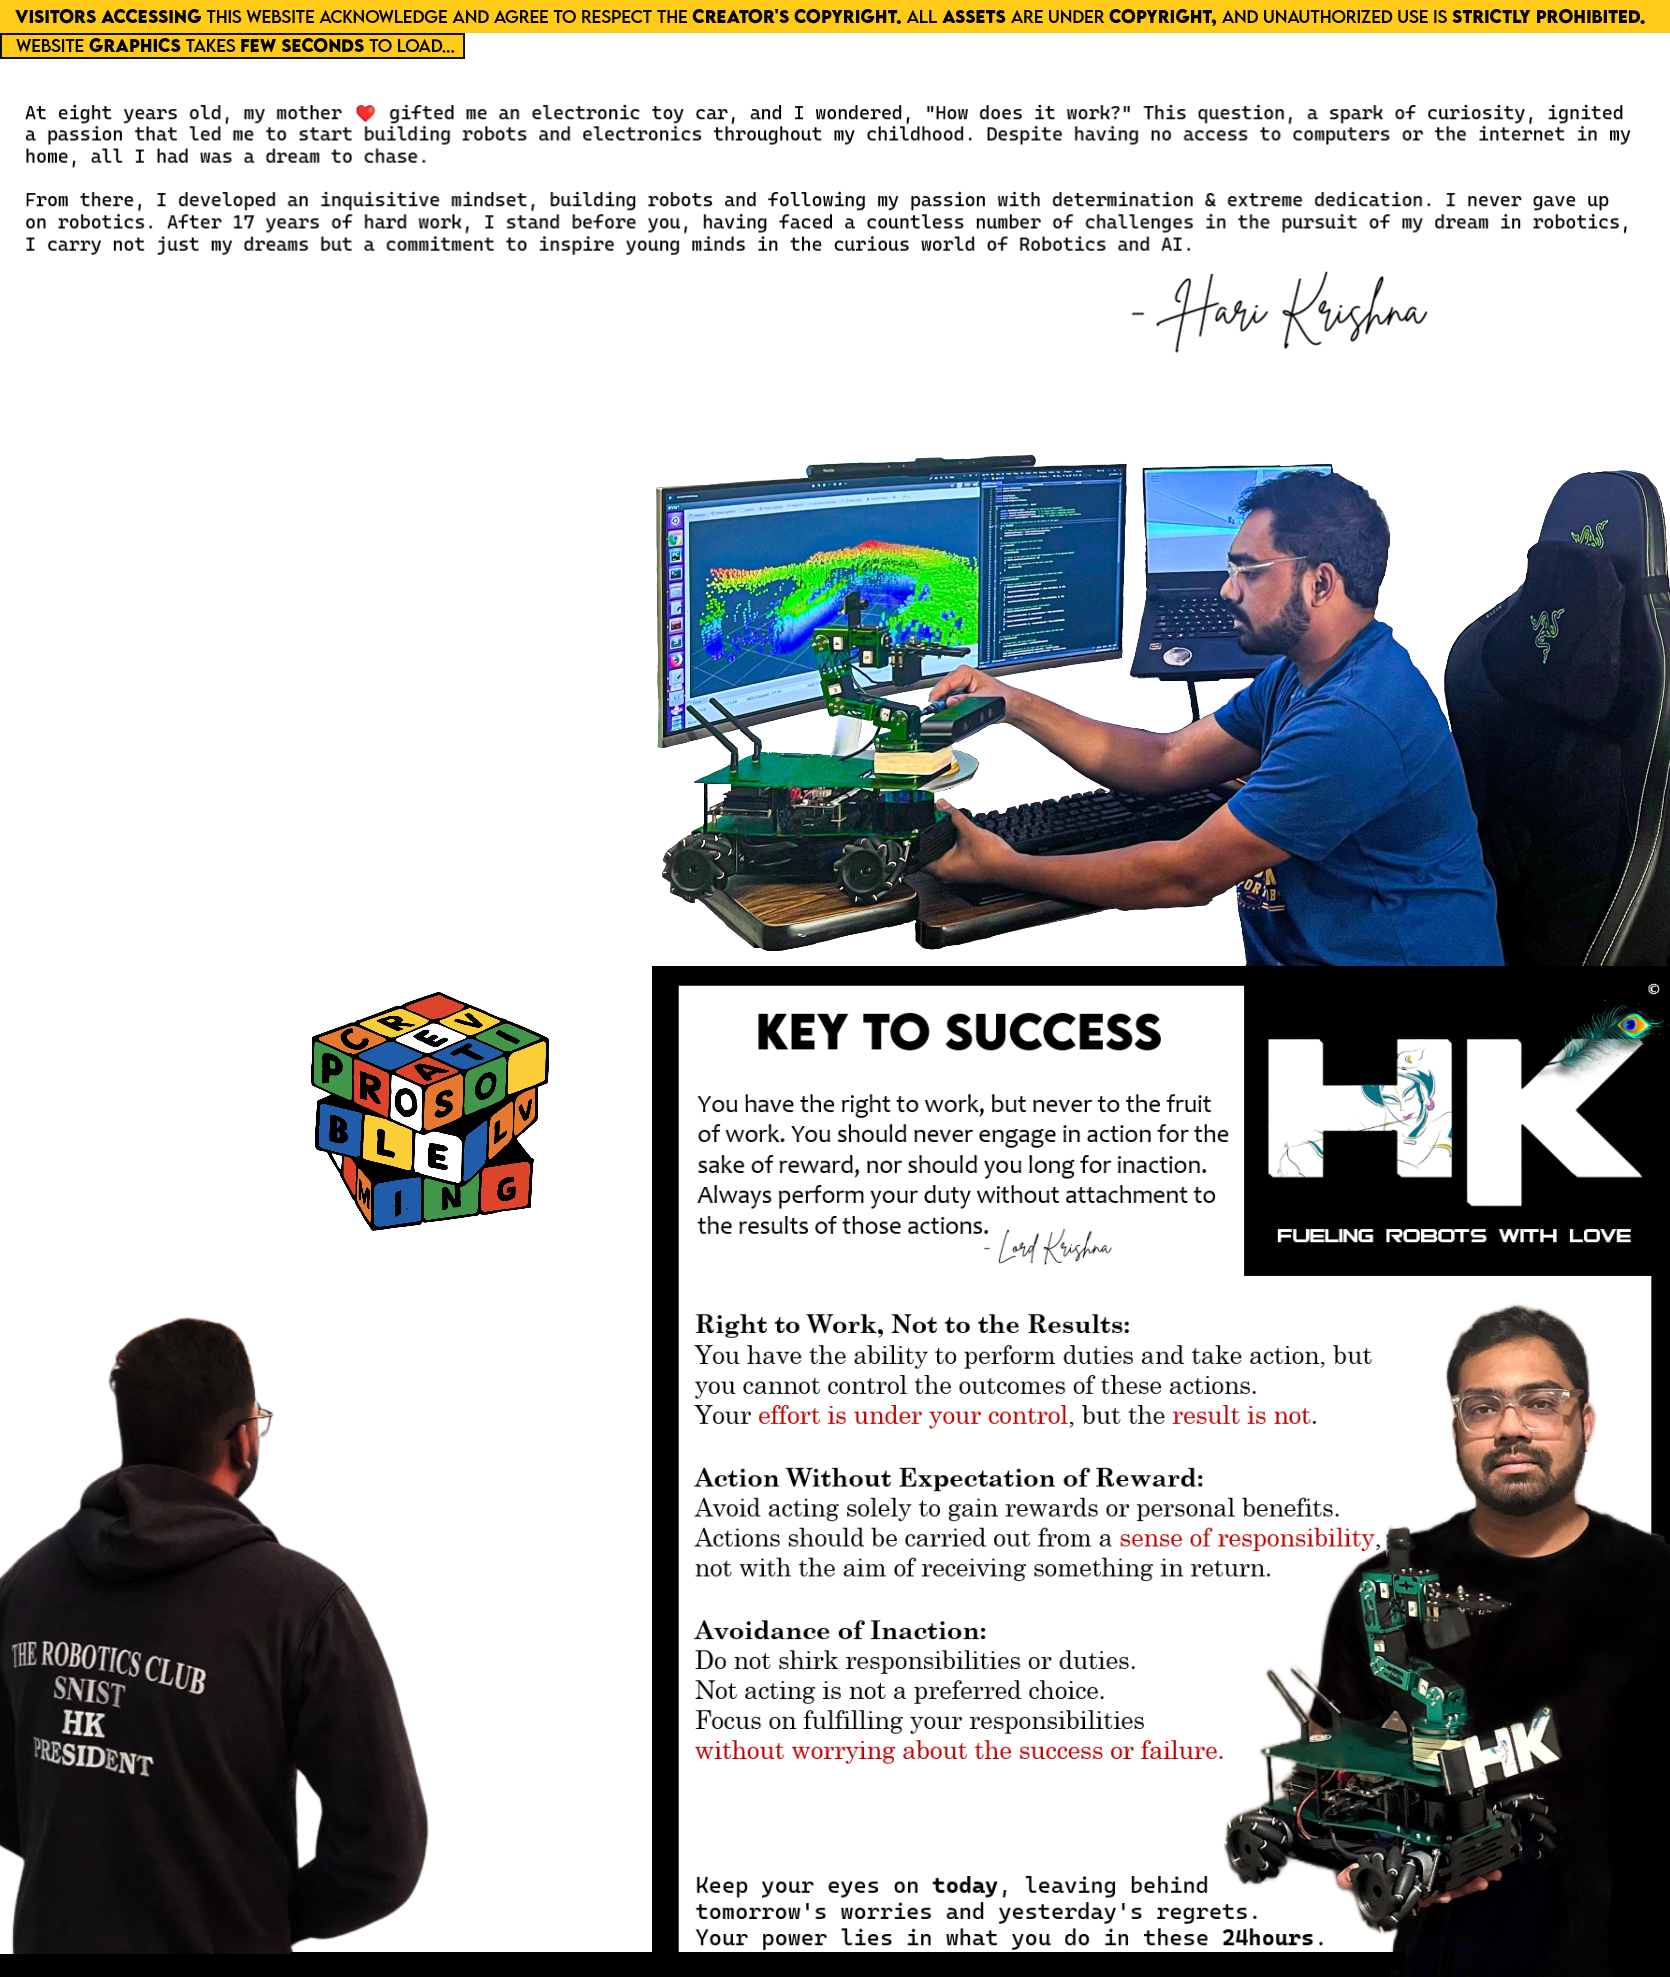 VISITORS ACCESSING THIS WEBSITE ACKNOWLEDGE AND AGREE TO RESPECT THE CREATOR'S COPYRIGHT. ALL ASSETS ARE UNDER COPYRIGHT, AND UNAUTHORIZED USE IS STRICTLY PROHIBITED.
WEBSITE GRAPHICS TAKES FEW SECONDS TO LOAD...
At eight years old, my mother ❤️ gifted me an electronic toy car, and I wondered, "How does it work?" This question, a spark of curiosity, ignited
a passion that led me to start building robots and electronics throughout my childhood. Despite having no access to computers or the internet in my
home, all I had was a dream to chase.
From there, I developed an inquisitive mindset, building robots and following my passion with determination & extreme dedication. I never gave up
on robotics. After 17 years of hard work, I stand before you, having faced a countless number of challenges in the pursuit of my dream in robotics,
I carry not just my dreams but a commitment to inspire young minds in the curious world of Robotics and AI.
- Hari Krishna
CREATIV
PROSOLV
BLE
MING
KEY TO SUCCESS
You have the right to work, but never to the fruit
of work. You should never engage in action for the
sake of reward, nor should you long for inaction.
Always perform your duty without attachment to
the results of those actions.
- Lord Krishna
©
HK
FUELING ROBOTS WITH LOVE
Right to Work, Not to the Results:
You have the ability to perform duties and take action, but
you cannot control the outcomes of these actions.
Your effort is under your control, but the result is not.
Action Without Expectation of Reward:
Avoid acting solely to gain rewards or personal benefits.
Actions should be carried out from a sense of responsibility,
not with the aim of receiving something in return.
Avoidance of Inaction:
Do not shirk responsibilities or duties.
Not acting is not a preferred choice.
Focus on fulfilling your responsibilities
without worrying about the success or failure.
HK
THE ROBOTICS CLUB
SNIST
HK
PRESIDENT
Keep your eyes on today, leaving behind
tomorrow's worries and yesterday's regrets.
Your power lies in what you do in these 24hours.